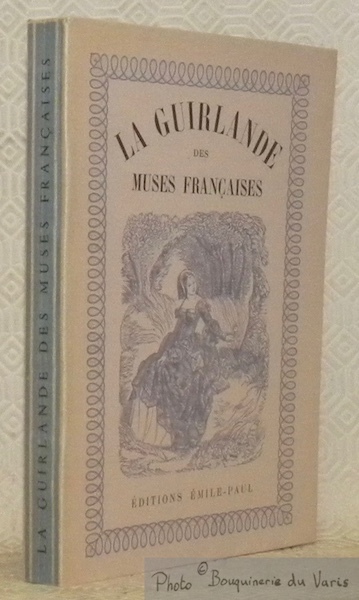 LA GUIRLANDE DES MUSES FRANÇAISES
LA GUIRLANDE
DES
MUSES FRANÇAISES
ÉDITIONS ÉMILE-PAUL
Photo © Bouquinerie du Varis